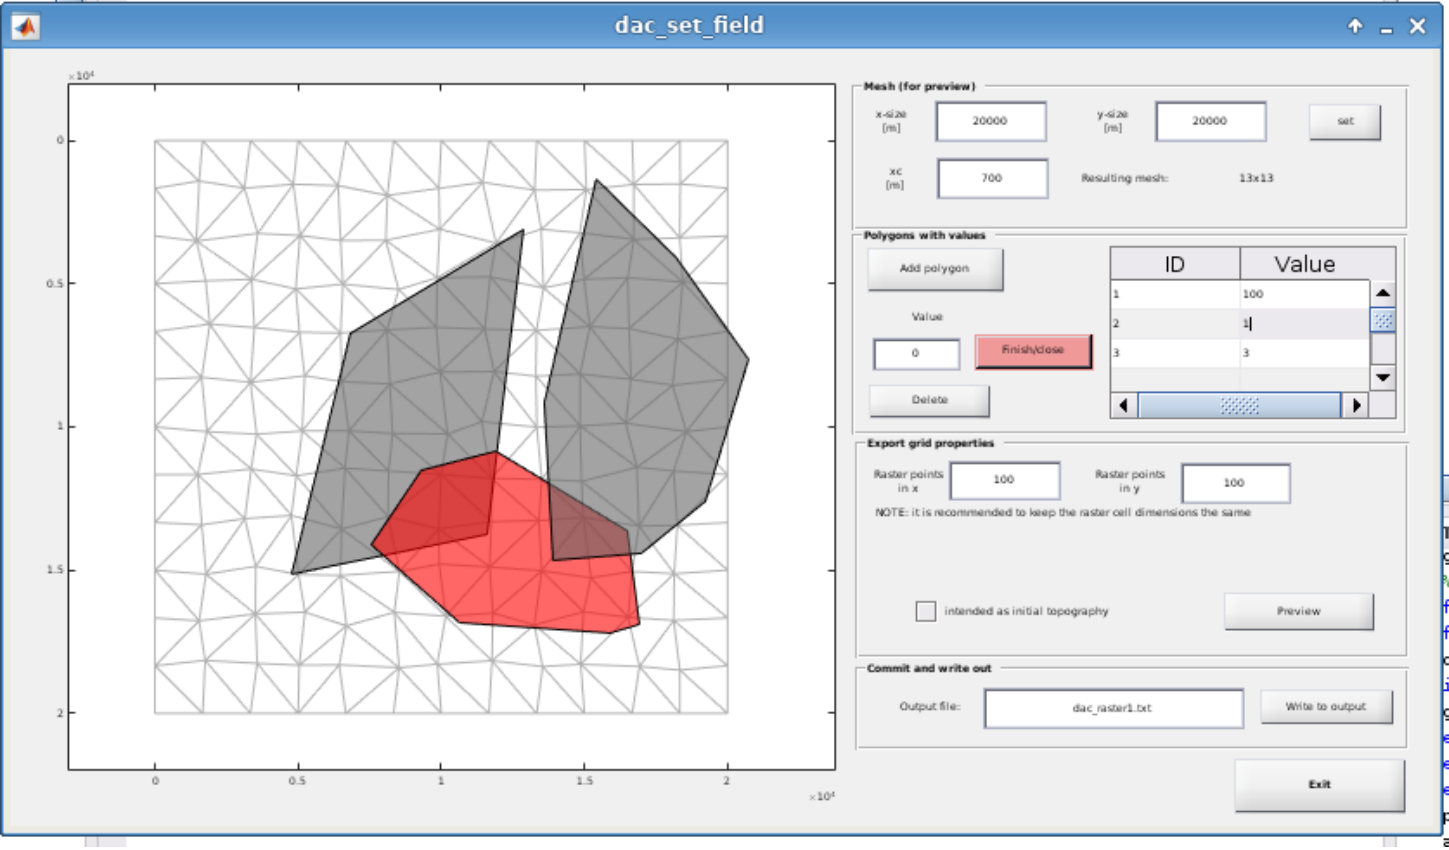 dac_set_field
×10⁴
0
0.5
1
1.5
2
0
0.5
1
1.5
2
×10⁴
Mesh (for preview)
x-size
[m]
20000
y-size
[m]
20000
set
xc
[m]
700
Resulting mesh:
13x13
Polygons with values
Add polygon
Value
0
Finish/close
Delete
ID
Value
1
100
2
1
3
3
Export grid properties
Raster points
in x
100
Raster points
in y
100
NOTE: it is recommended to keep the raster cell dimensions the same
intended as initial topography
Preview
Commit and write out
Output file:
dac_raster1.txt
Write to output
Exit